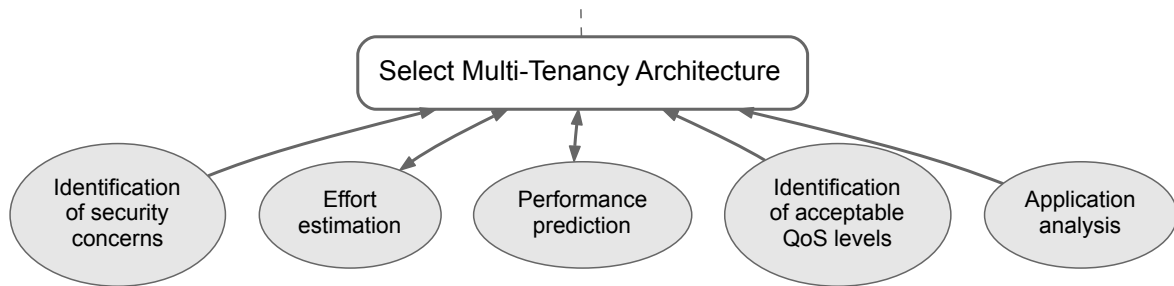 Select Multi-Tenancy Architecture
Identification
of security
concerns
Effort
estimation
Performance
prediction
Identification
of acceptable
QoS levels
Application
analysis